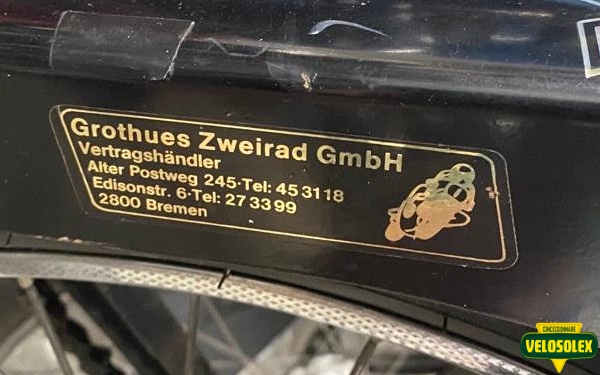 Grothues Zweirad GmbH
Vertragshändler
Alter Postweg 245·Tel: 45 31 18
Edisonstr. 6·Tel: 27 33 99
2800 Bremen
CONCESSIONNAIRE
VELOSOLEX